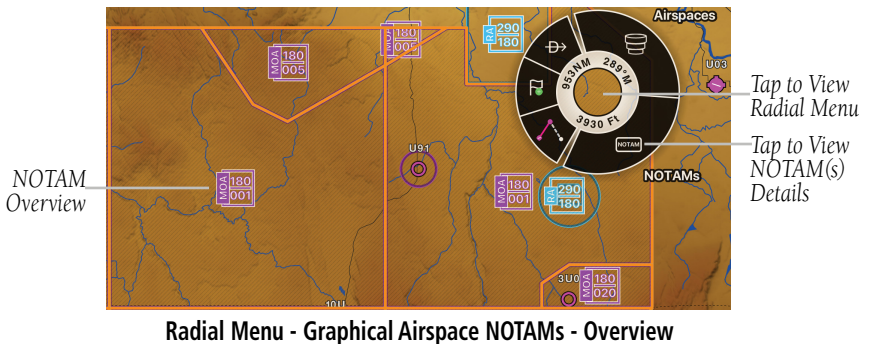 Airspaces
MOA 180 005
MOA 180 005
RA 290 180
953NM 289°M
3930 Ft
U03
Tap to View
Radial Menu
NOTAM
Tap to View
NOTAM(s)
Details
NOTAMs
U91
NOTAM
Overview
MOA 180 001
MOA 180 001
RA 290 180
3U0
MOA 180 020
10U
Radial Menu - Graphical Airspace NOTAMs - Overview